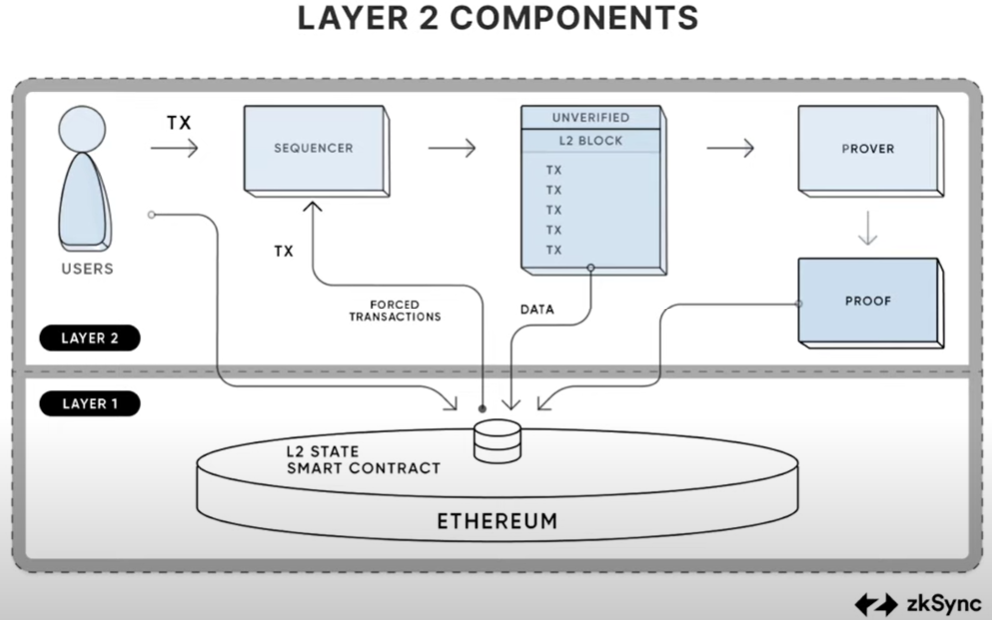 LAYER 2 COMPONENTS
TX
SEQUENCER
UNVERIFIED
L2 BLOCK
TX
TX
TX
TX
TX
PROVER
USERS
TX
FORCED
TRANSACTIONS
DATA
PROOF
LAYER 2
LAYER 1
L2 STATE
SMART CONTRACT
ETHEREUM
zkSync